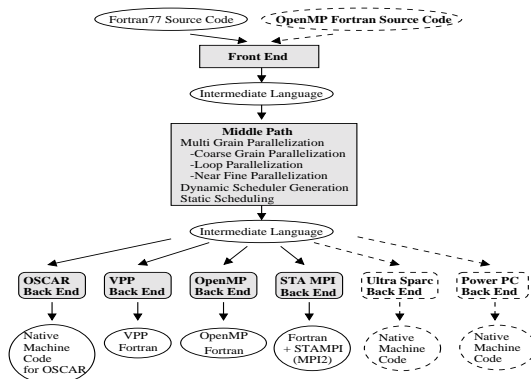 Fortran77 Source Code
OpenMP Fortran Source Code
Front End
Intermediate Language
Middle Path
Multi Grain Parallelization
-Coarse Grain Parallelization
-Loop Parallelization
-Near Fine Parallelization
Dynamic Scheduler Generation
Static Scheduling
Intermediate Language
OSCAR
Back End
VPP
Back End
OpenMP
Back End
STA MPI
Back End
Ultra Sparc
Back End
Power PC
Back End
Native
Machine
Code
for OSCAR
VPP
Fortran
OpenMP
Fortran
Fortran
+ STAMPI
(MPI2)
Native
Machine
Code
Native
Machine
Code